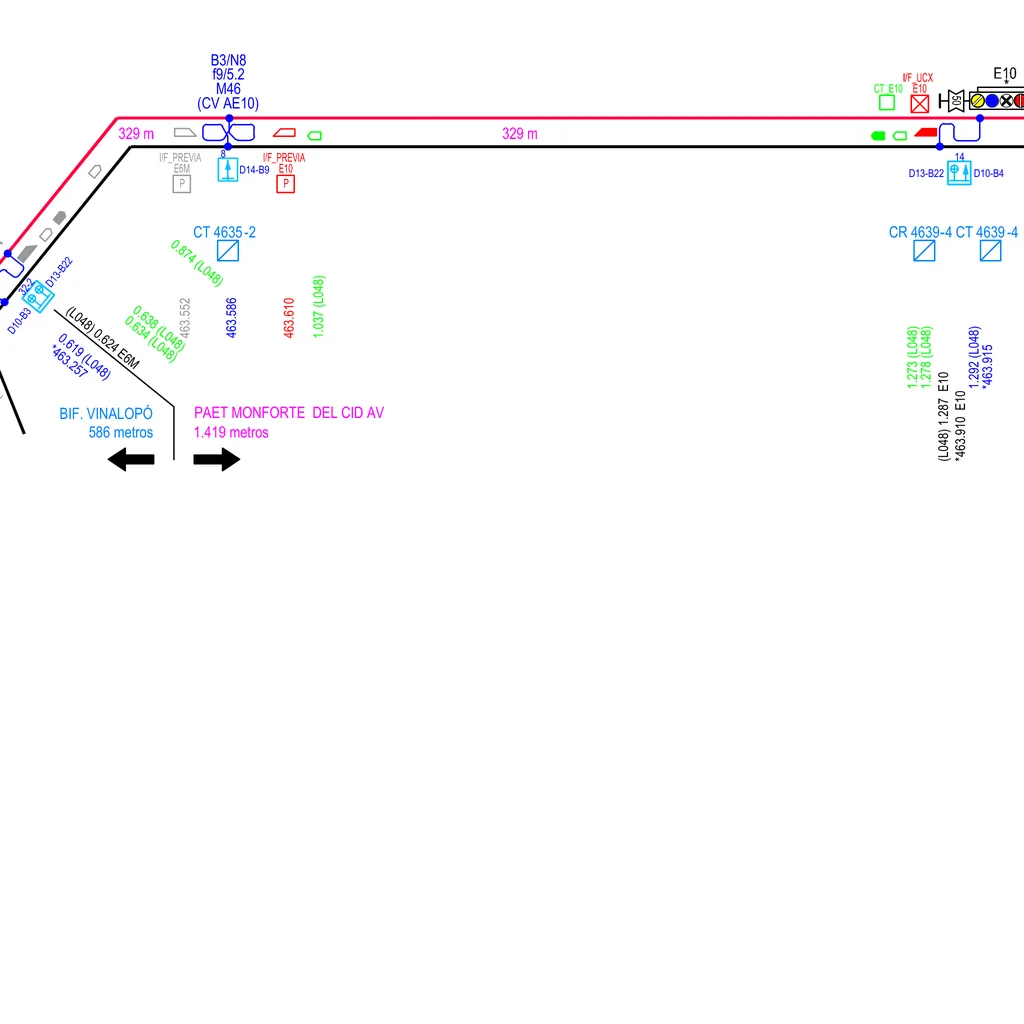 B3/N8
f9/5.2
M46
(CV AE10)
I/F_UCX
E10
CT_E10
E10
*
50
329 m
329 m
I/F_PREVIA
E6M
P
8
D14-B9
I/F_PREVIA
E10
P
14
D13-B22
D10-B4
CT 4635-2
CR 4639-4
CT 4639-4
D13-B22
32-2
D10-B3
0.874 (L048)
0.638 (L048)
0.634 (L048)
463.552
463.586
463.610
1.037 (L048)
(L048) 0.624 E6M
0.619 (L048)
*463.257
1.273 (L048)
1.278 (L048)
(L048) 1.287 E10
*463.910 E10
1.292 (L048)
*463.915
BIF. VINALOPÓ
586 metros
PAET MONFORTE DEL CID AV
1.419 metros